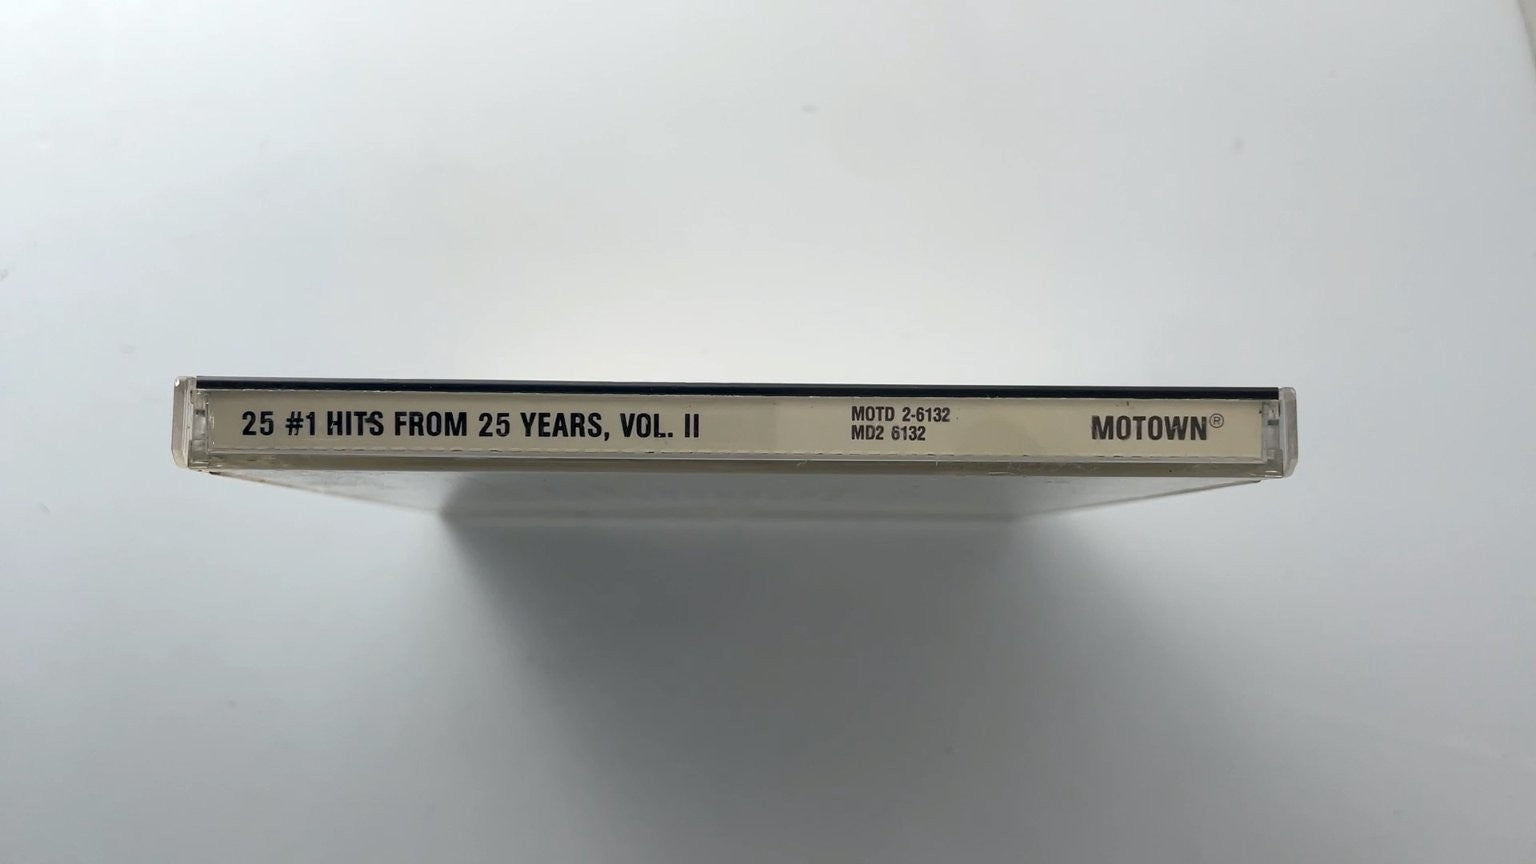 25 #1 HITS FROM 25 YEARS, VOL. II
MOTD 2-6132
MD2 6132
MOTOWN®